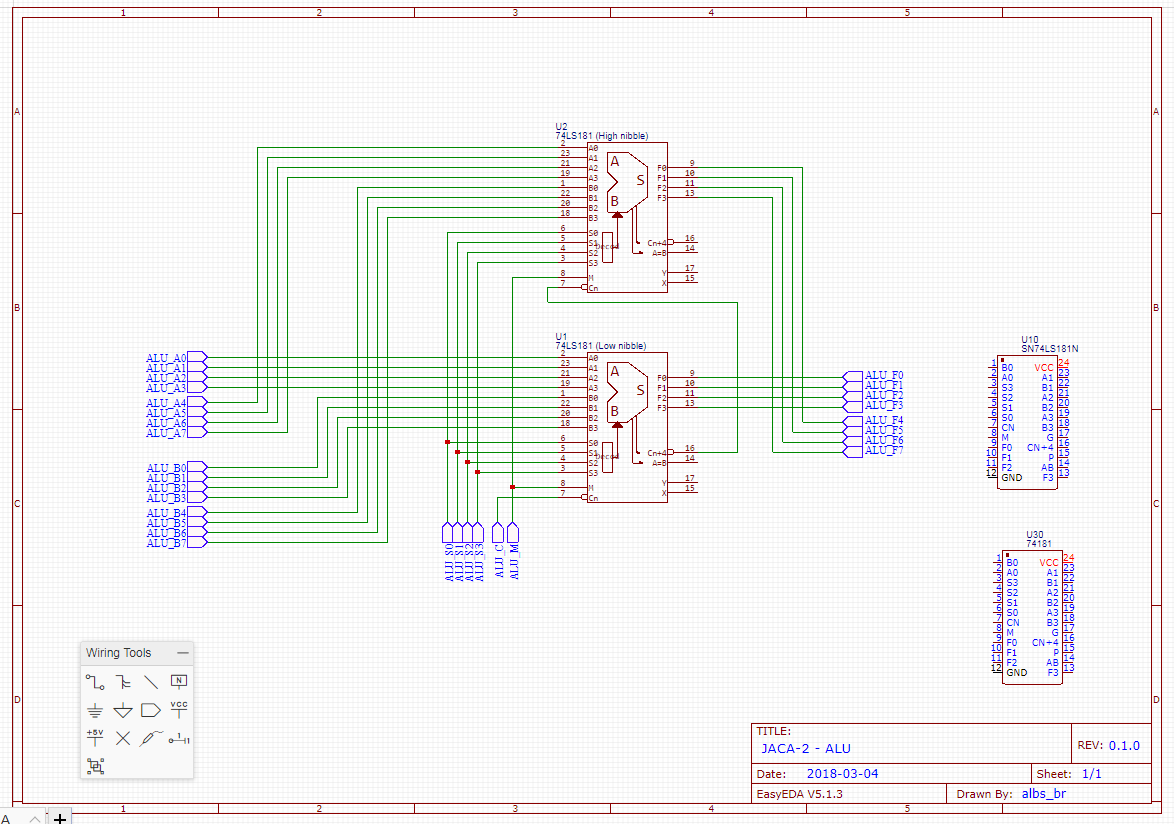 1 2 3 4 5
A
B
C
D
A
B
C
D
U2
74LS181 (High nibble)
2 A0
23 A1
21 A2
19 A3
1 B0
22 B1
20 B2
18 B3
6 S0
5 S1
4 S2
3 S3
8 M
7 Cn
A
B
S
Decod
F0 9
F1 10
F2 11
F3 13
Cn+4 16
A=B 14
Y 17
X 15
U1
74LS181 (Low nibble)
2 A0
23 A1
21 A2
19 A3
1 B0
22 B1
20 B2
18 B3
6 S0
5 S1
4 S2
3 S3
8 M
7 Cn
A
B
S
Decod
F0 9
F1 10
F2 11
F3 13
Cn+4 16
A=B 14
Y 17
X 15
ALU_A0
ALU_A1
ALU_A2
ALU_A3
ALU_A4
ALU_A5
ALU_A6
ALU_A7
ALU_B0
ALU_B1
ALU_B2
ALU_B3
ALU_B4
ALU_B5
ALU_B6
ALU_B7
ALU_S0
ALU_S1
ALU_S2
ALU_S3
ALU_C
ALU_M
ALU_F0
ALU_F1
ALU_F2
ALU_F3
ALU_F4
ALU_F5
ALU_F6
ALU_F7
U10
SN74LS181N
1 B0 VCC 24
2 A0 A1 23
3 S3 B1 22
4 S2 A2 21
5 S1 B2 20
6 S0 A3 19
7 CN B3 18
8 M G 17
9 F0 CN+4 16
10 F1 P 15
11 F2 AB 14
12 GND F3 13
U30
74181
1 B0 VCC 24
2 A0 A1 23
3 S3 B1 22
4 S2 A2 21
5 S1 B2 20
6 S0 A3 19
7 CN B3 18
8 M G 17
9 F0 CN+4 16
10 F1 P 15
11 F2 AB 14
12 GND F3 13
Wiring Tools
N
VCC
+5V
1
TITLE:
JACA-2 - ALU
REV: 0.1.0
Date: 2018-03-04
Sheet: 1/1
EasyEDA V5.1.3
Drawn By: albs_br
1 2 3 4 5
A